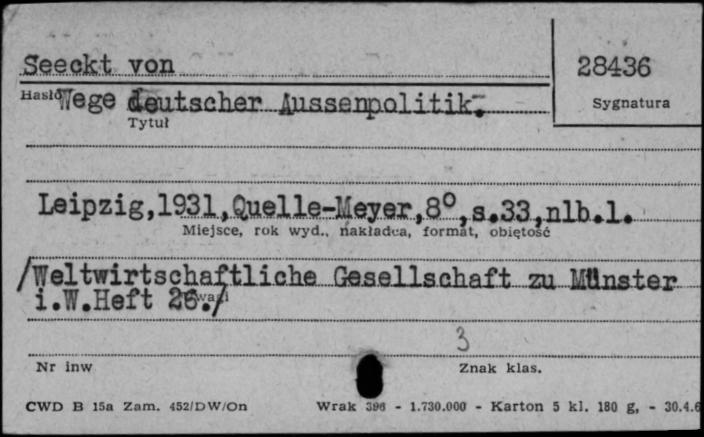 Seeckt von
28436
Hasło Wege deutscher Aussenpolitik.
Sygnatura
Tytuł
Leipzig,1931,Quelle-Meyer,8°,s.33,nlb.1.
Miejsce, rok wyd., nakładca, format, objętość
/Weltwirtschaftliche Gesellschaft zu Münster
i.W.Heft 26./
3
Nr inw
Znak klas.
CWD B 15a Zam. 452/DW/On Wrak 396 - 1.730.000 - Karton 5 kl. 180 g, - 30.4.6